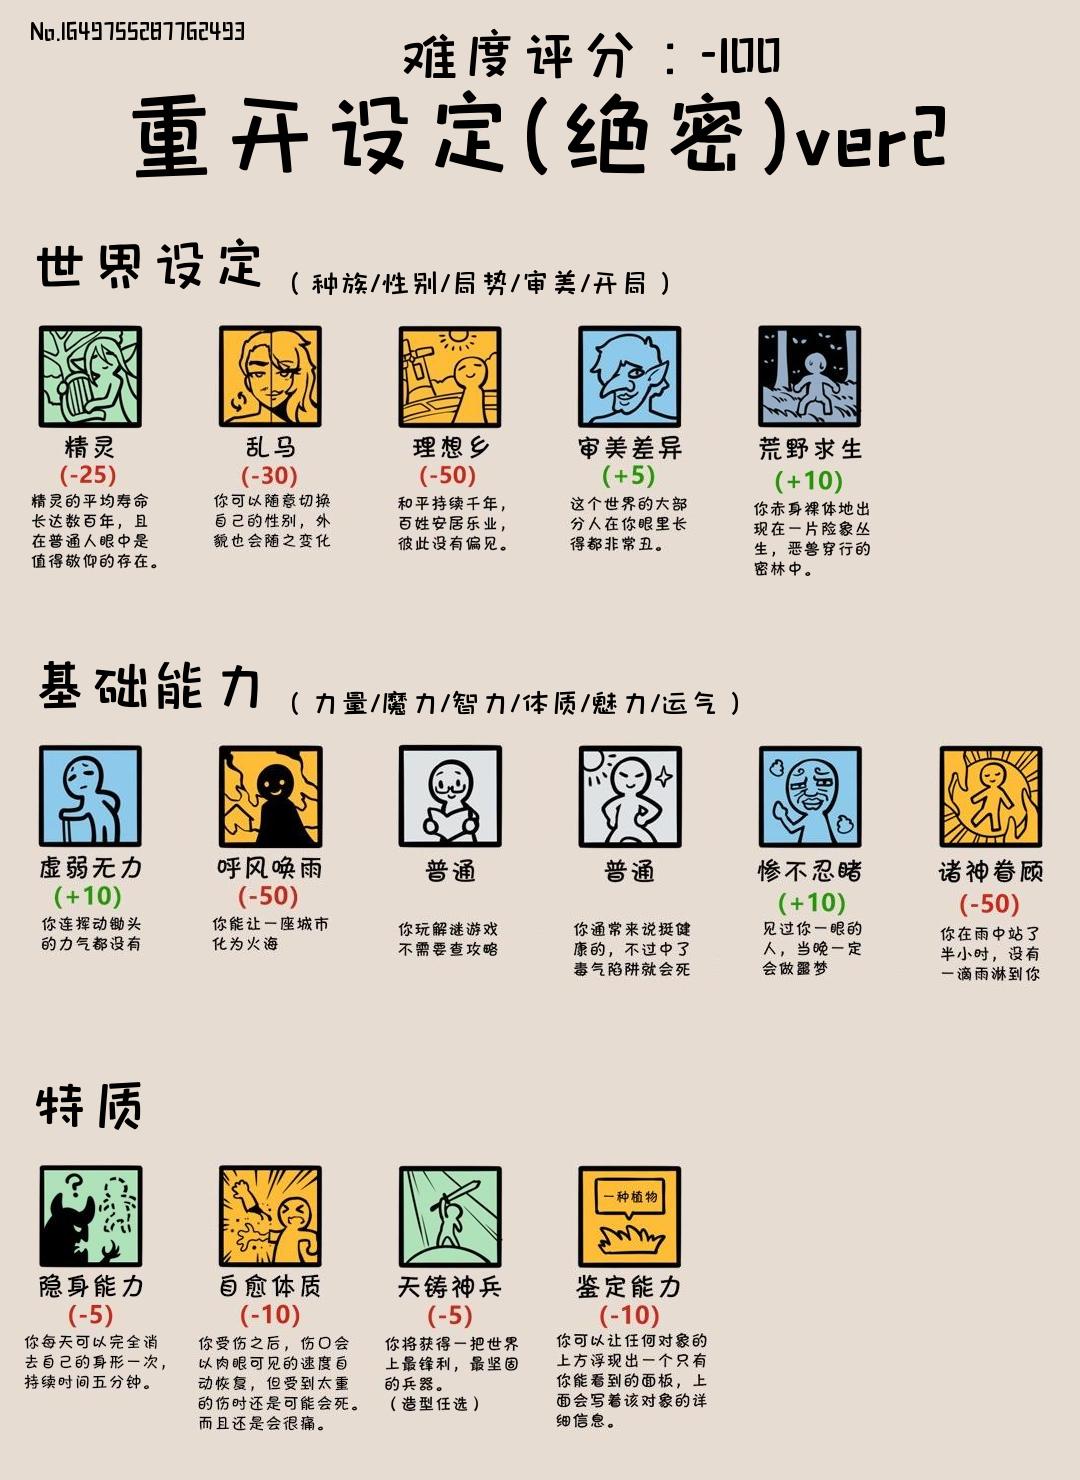 No.1649755287762493
难度评分：-100
重开设定(绝密)ver2
世界设定（种族/性别/局势/审美/开局）
精灵
(-25)
精灵的平均寿命
长达数百年，且
在普通人眼中是
值得敬仰的存在。
乱马
(-30)
你可以随意切换
自己的性别，外
貌也会随之变化
理想乡
(-50)
和平持续千年，
百姓安居乐业，
彼此没有偏见。
审美差异
(+5)
这个世界的大部
分人在你眼里长
得都非常丑。
荒野求生
(+10)
你赤身裸体地出
现在一片险象丛
生，恶兽穿行的
密林中。
基础能力（力量/魔力/智力/体质/魅力/运气）
虚弱无力
(+10)
你连挥动锄头
的力气都没有
呼风唤雨
(-50)
你能让一座城市
化为火海
普通
你玩解谜游戏
不需要查攻略
普通
你通常来说挺健
康的，不过中了
毒气陷阱就会死
惨不忍睹
(+10)
见过你一眼的
人，当晚一定
会做噩梦
诸神眷顾
(-50)
你在雨中站了
半小时，没有
一滴雨淋到你
特质
隐身能力
(-5)
你每天可以完全消
去自己的身形一次，
持续时间五分钟。
自愈体质
(-10)
你受伤之后，伤口会
以肉眼可见的速度自
动恢复，但受到太重
的伤时还是可能会死。
而且还是会很痛。
天铸神兵
(-5)
你将获得一把世界
上最锋利，最坚固
的兵器。
（造型任选）
一种植物
鉴定能力
(-10)
你可以让任何对象的
上方浮现出一个只有
你能看到的面板，上
面会写着该对象的详
细信息。